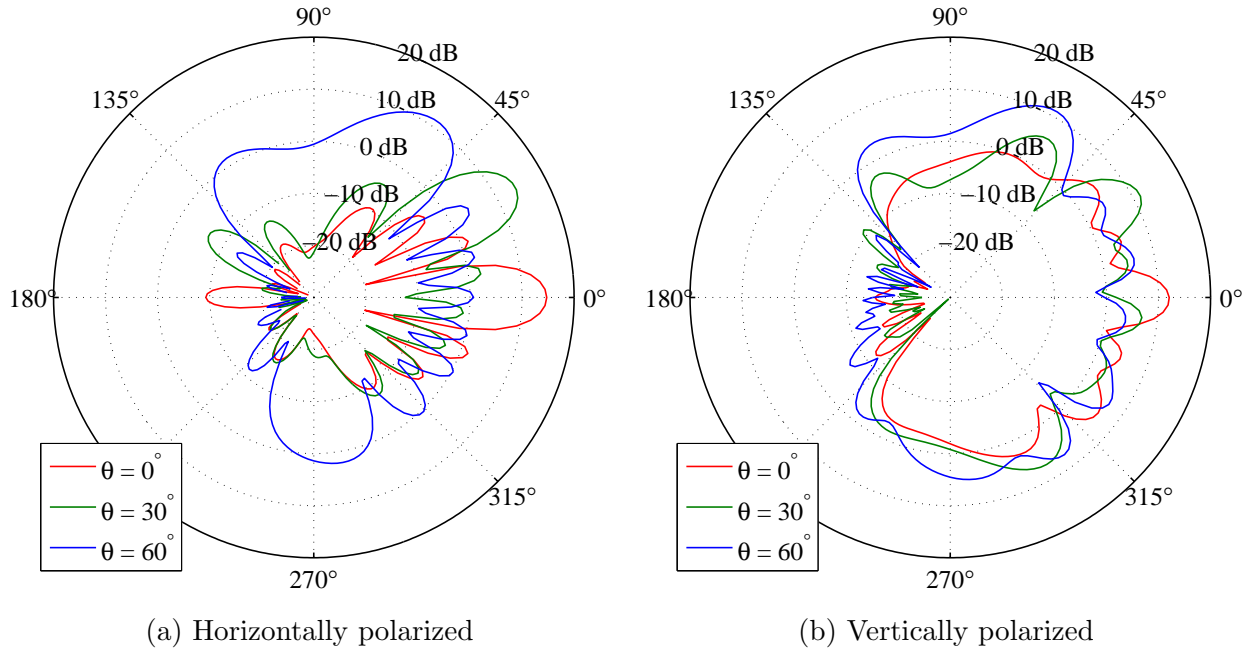 90°
20 dB
135°
10 dB
45°
0 dB
−10 dB
−20 dB
180°
0°
θ = 0°
θ = 30°
θ = 60°
315°
270°
(a) Horizontally polarized
90°
20 dB
135°
10 dB
45°
0 dB
−10 dB
−20 dB
180°
0°
θ = 0°
θ = 30°
θ = 60°
315°
270°
(b) Vertically polarized